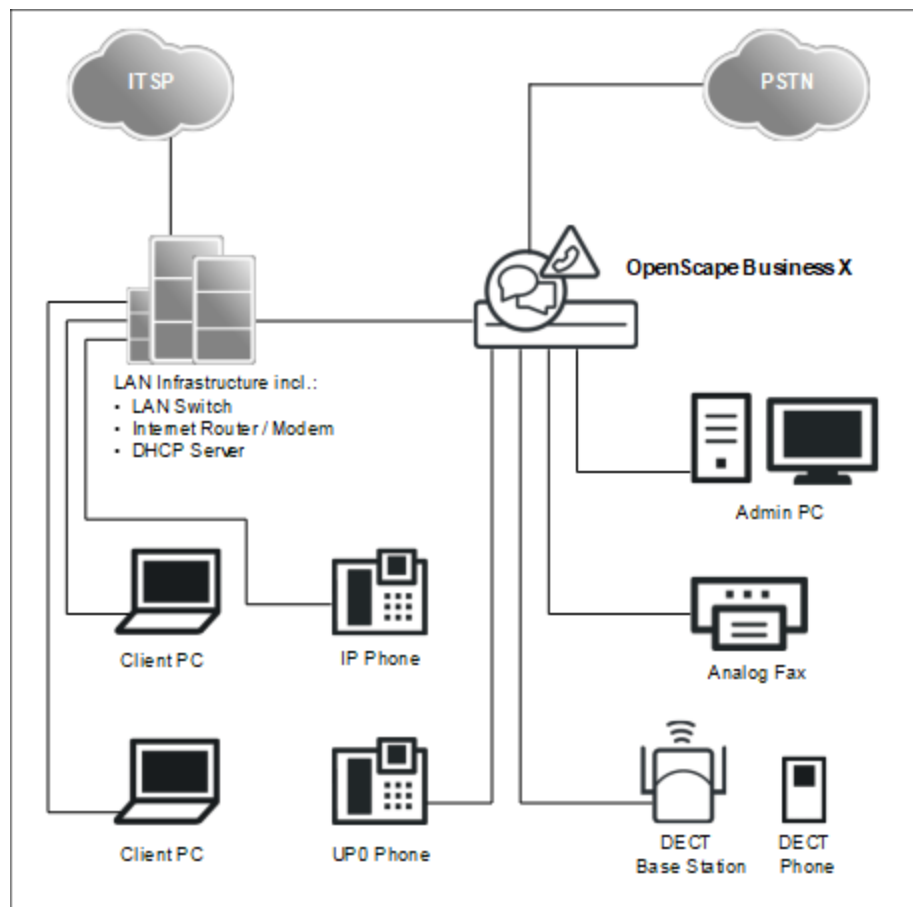 ITSP
PSTN
OpenScape Business X
LAN Infrastructure incl.:
• LAN Switch
• Internet Router / Modem
• DHCP Server
Admin PC
Client PC
IP Phone
Analog Fax
Client PC
UP0 Phone
DECT
Base Station
DECT
Phone